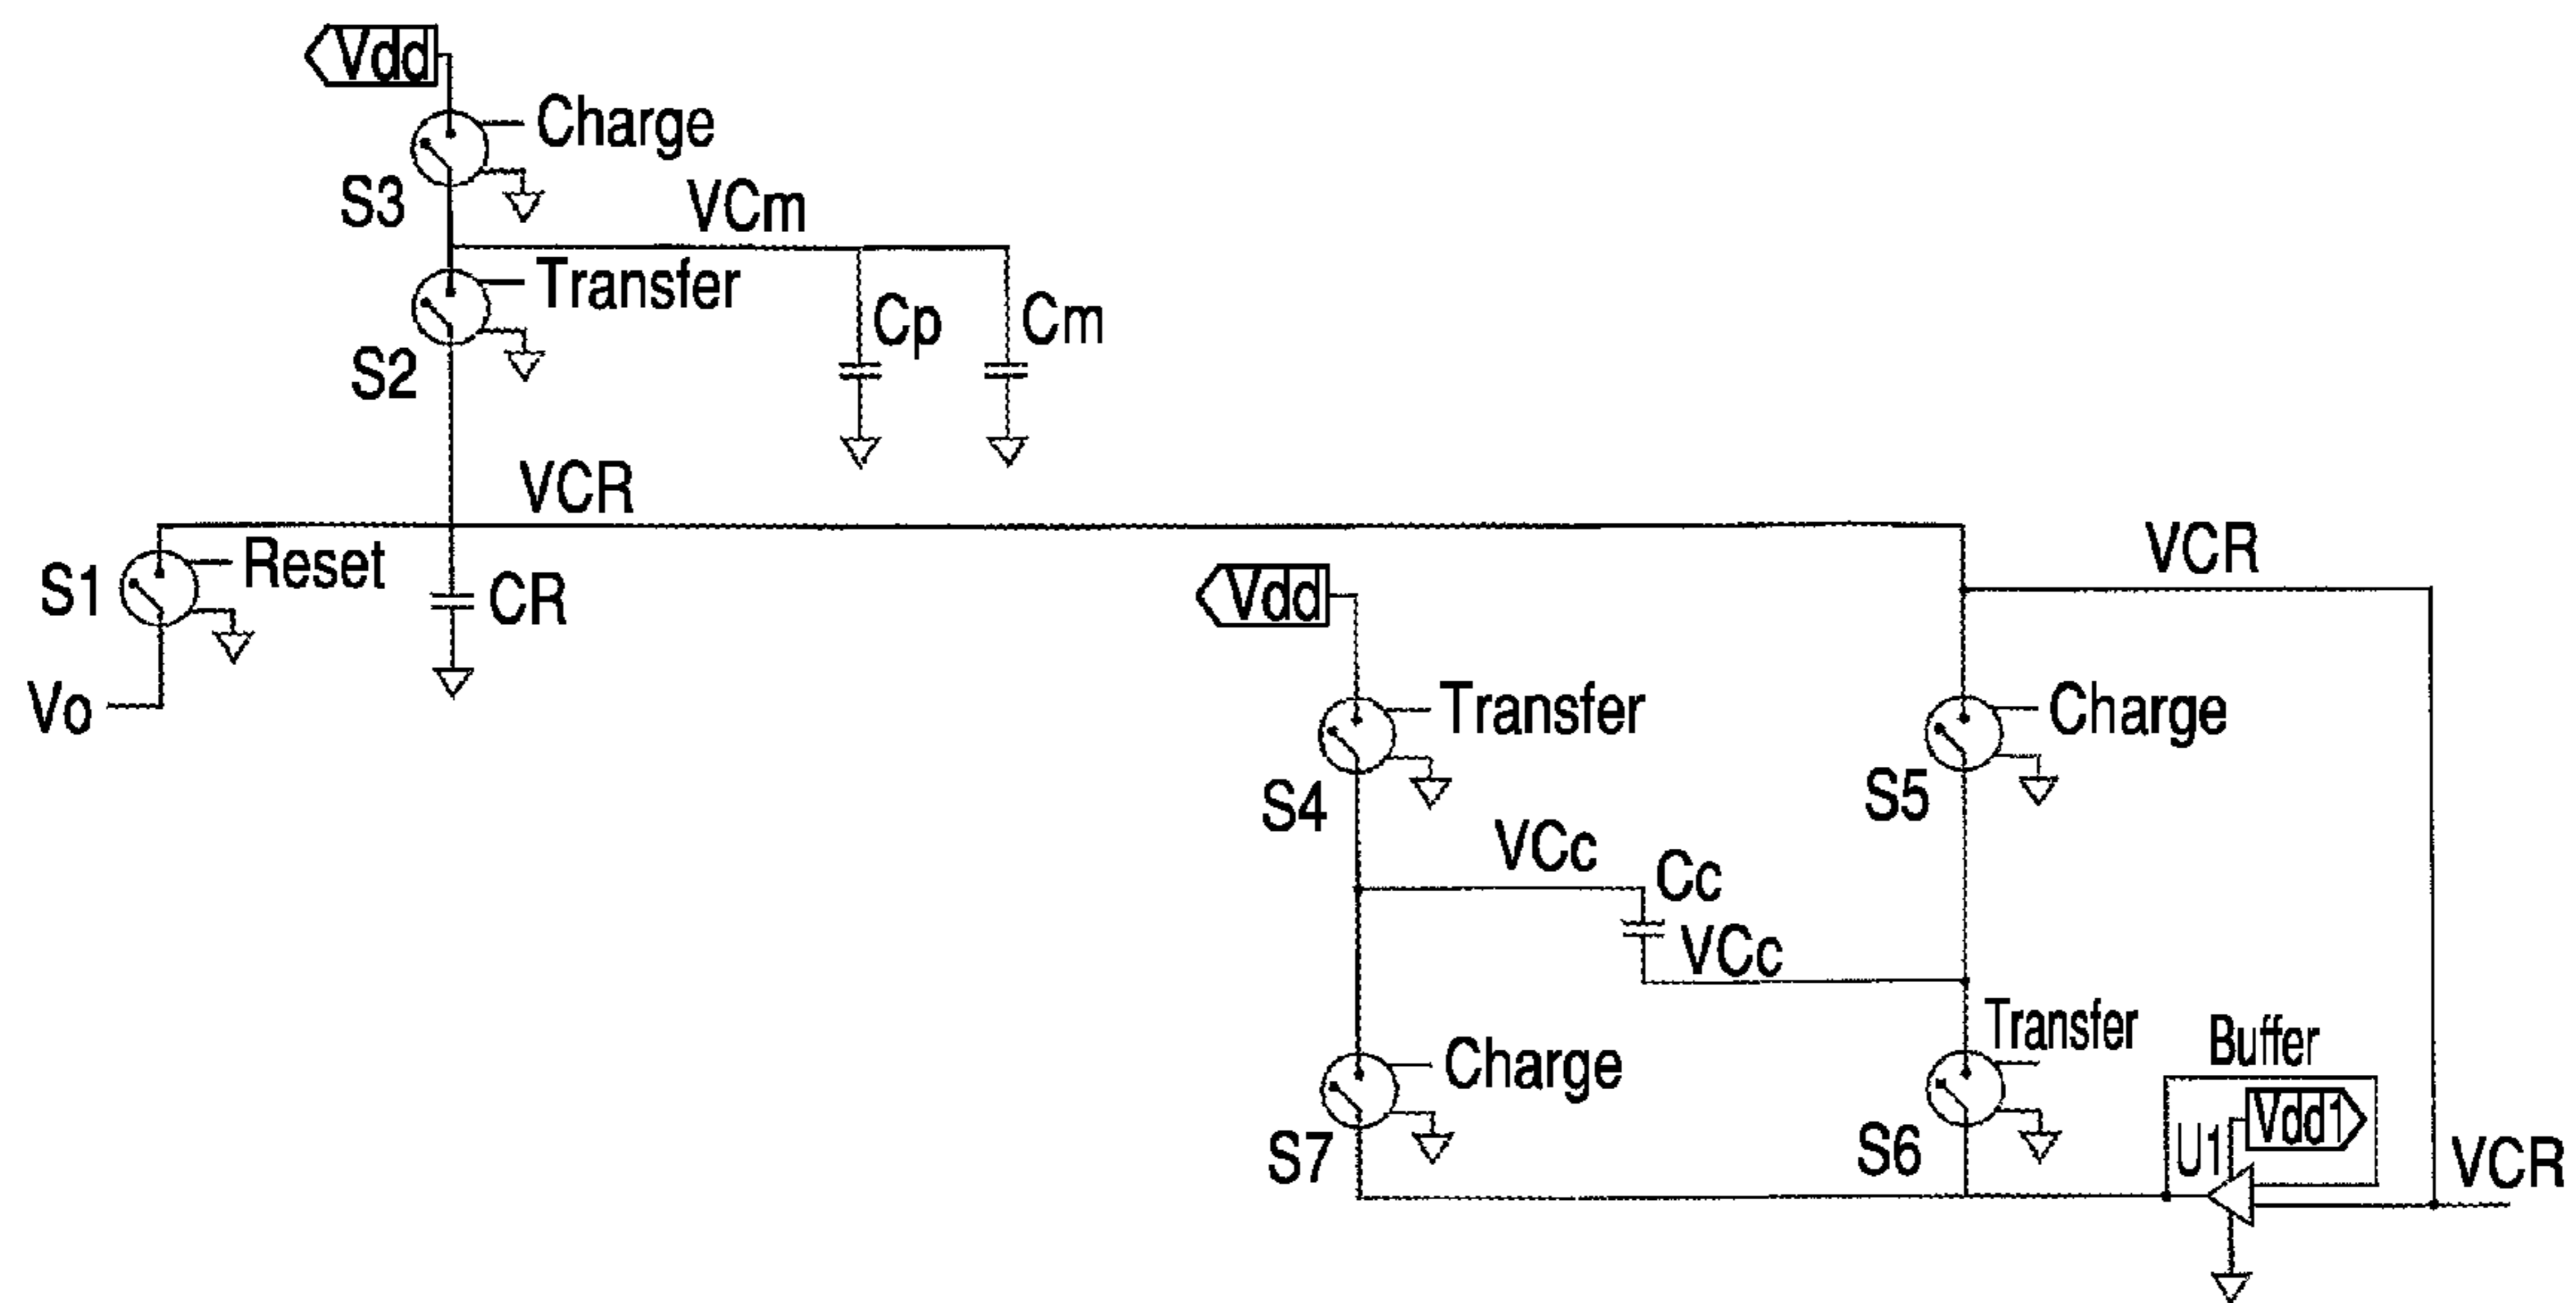 Vdd
Charge
S3
VCm
Transfer
Cp
Cm
S2
VCR
S1
Reset
CR
VCR
Vdd
Vo
Transfer
Charge
S4
S5
VCc
Cc
VCc
Transfer
Buffer
Charge
U1
Vdd1
S7
S6
VCR